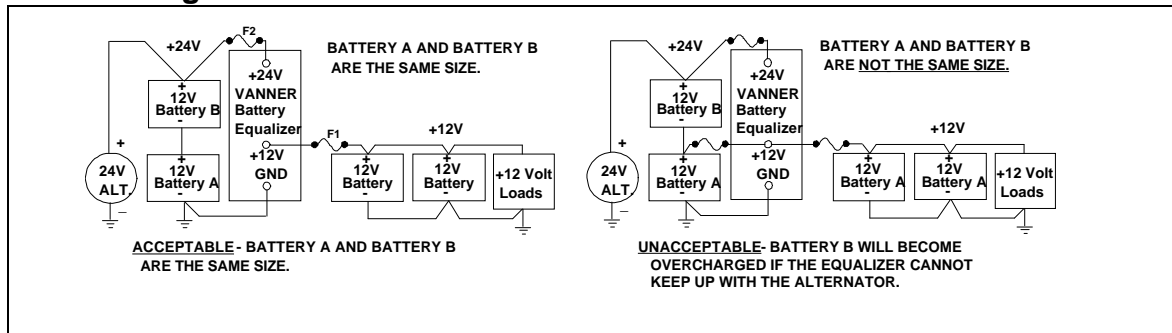 +24V
F2
BATTERY A AND BATTERY B
ARE THE SAME SIZE.
+24V
VANNER
Battery
Equalizer
+
12V
Battery B
-
F1
+12V
+
24V
ALT.
–
+
12V
Battery A
-
+12V
GND
+
12V
Battery
-
+
12V
Battery
-
+12 Volt
Loads
ACCEPTABLE - BATTERY A AND BATTERY B
ARE THE SAME SIZE.
+24V
BATTERY A AND BATTERY B
ARE NOT THE SAME SIZE.
+24V
VANNER
Battery
Equalizer
+
12V
Battery B
-
+12V
+
24V
ALT.
–
+
12V
Battery A
-
+12V
GND
+
12V
Battery A
-
+
12V
Battery A
-
+12 Volt
Loads
UNACCEPTABLE- BATTERY B WILL BECOME
OVERCHARGED IF THE EQUALIZER CANNOT
KEEP UP WITH THE ALTERNATOR.